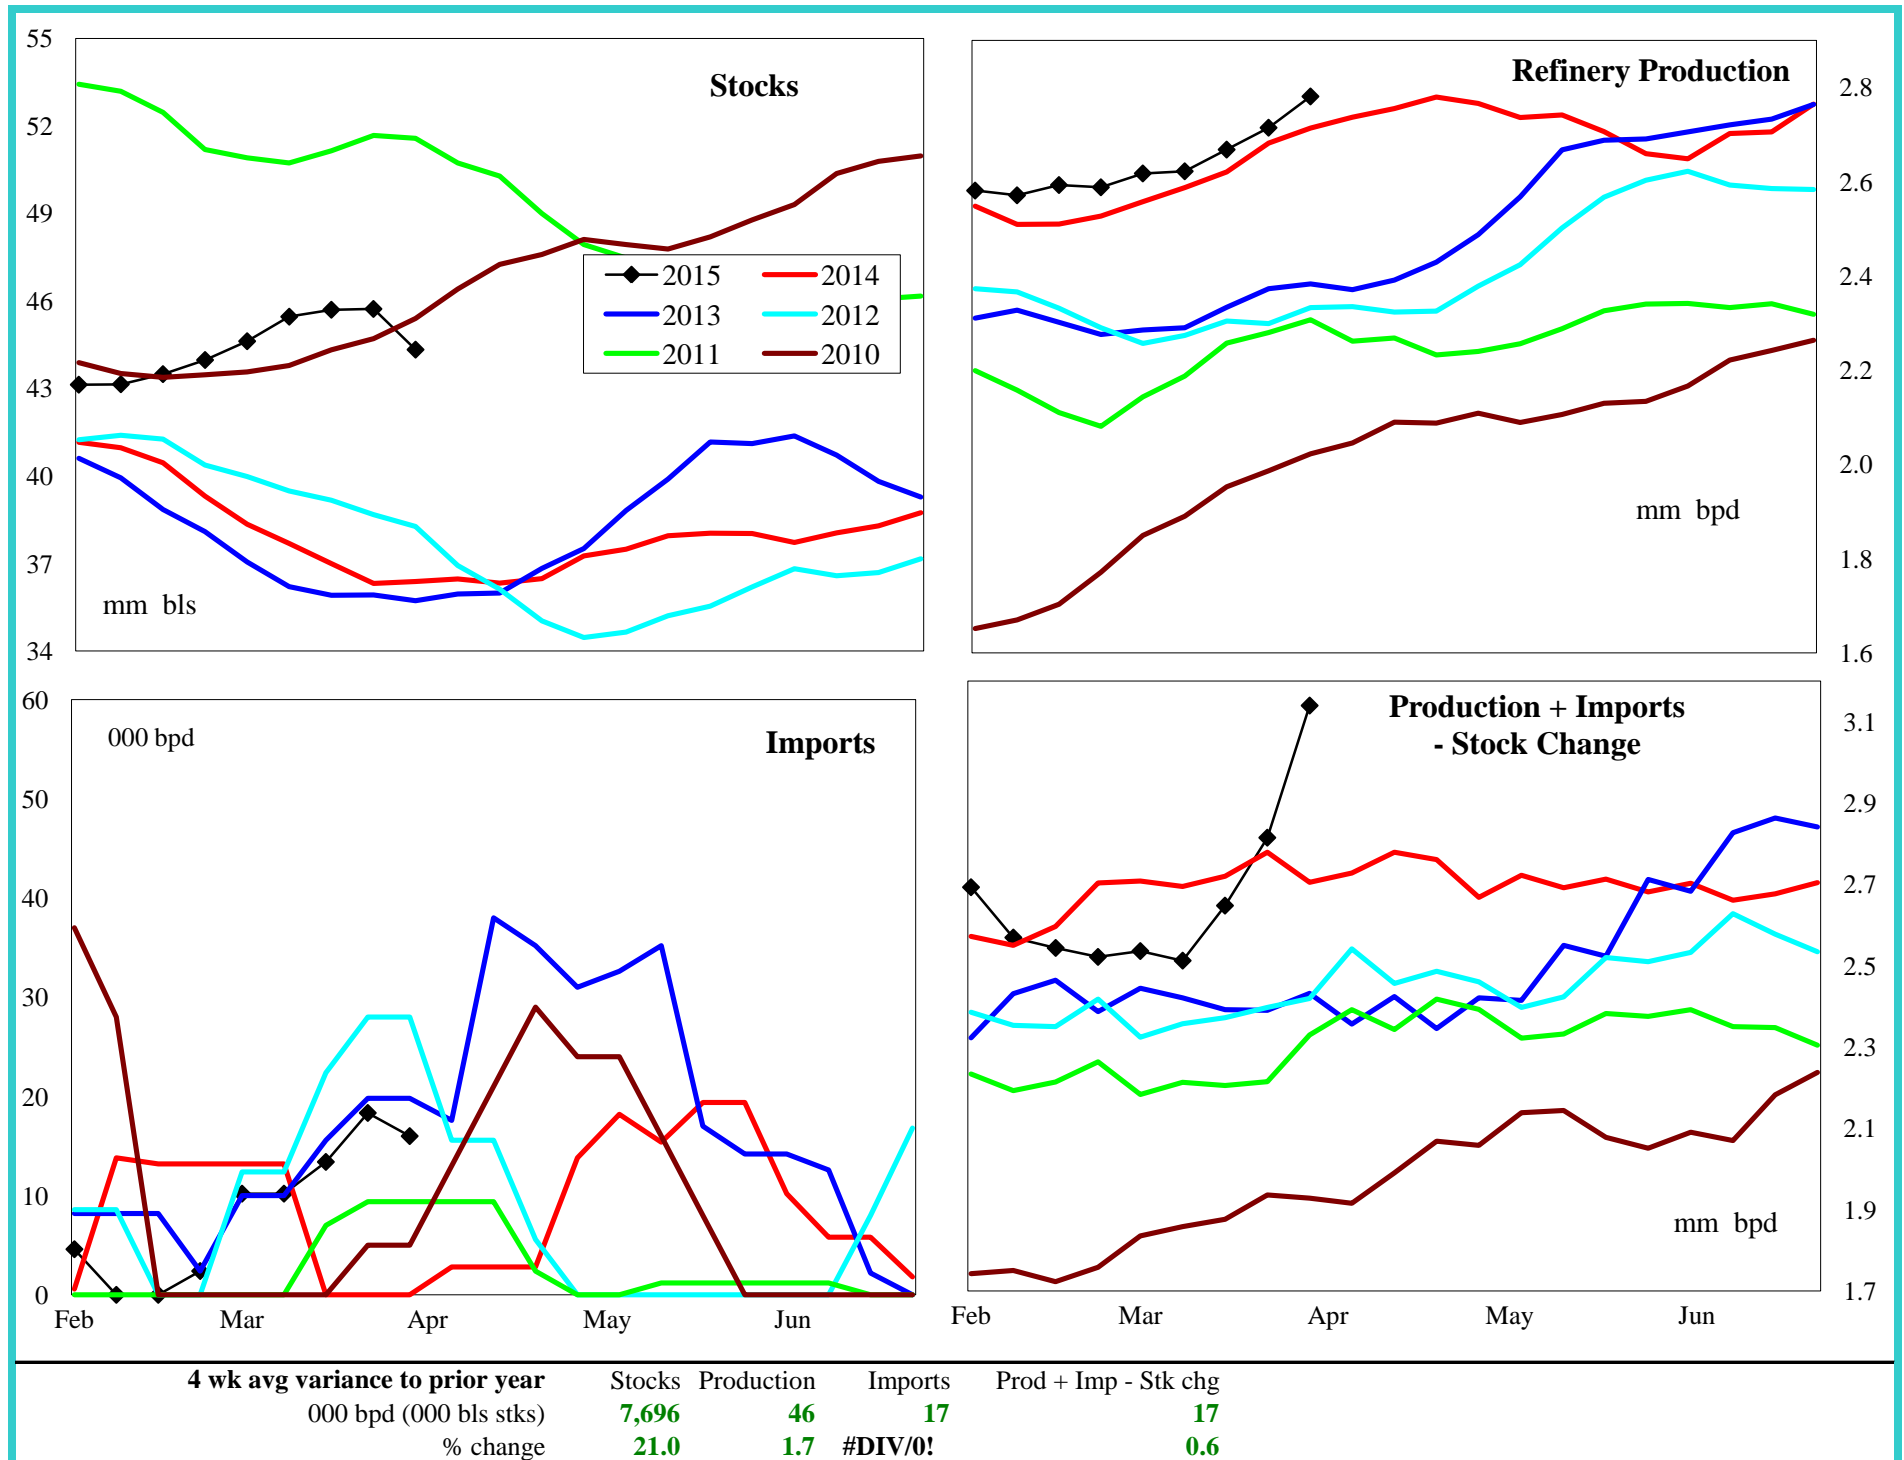 Stocks
55
52
49
46
43
40
37
34
mm bls
2015
2014
2013
2012
2011
2010
Refinery Production
2.8
2.6
2.4
2.2
2.0
1.8
1.6
mm bpd
Imports
000 bpd
60
50
40
30
20
10
0
Feb Mar Apr May Jun
Production + Imports
- Stock Change
3.1
2.9
2.7
2.5
2.3
2.1
1.9
1.7
mm bpd
Feb Mar Apr May Jun
4 wk avg variance to prior year Stocks Production Imports Prod + Imp - Stk chg
000 bpd (000 bls stks) 7,696 46 17 17
% change 21.0 1.7 #DIV/0! 0.6